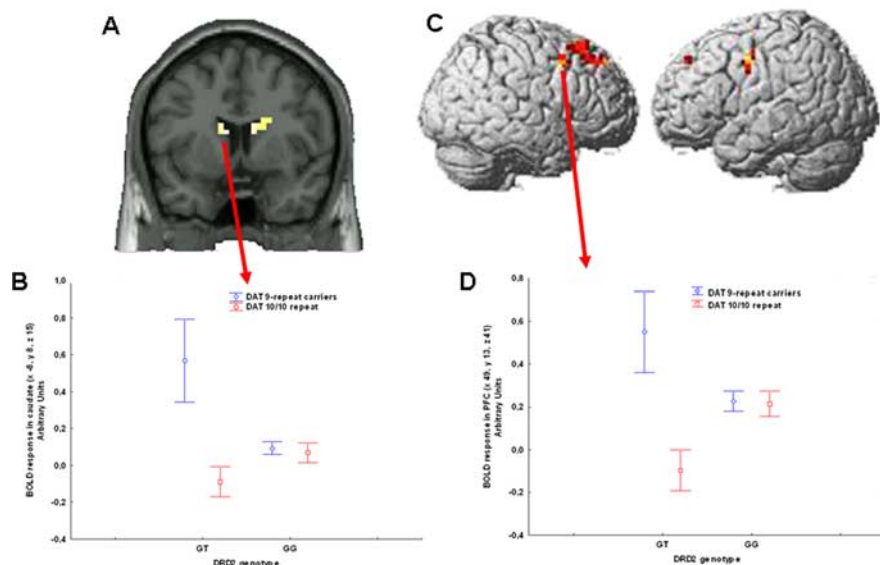 A
C
B
1,0
0,8
0,6
0,4
0,2
0,0
-0,2
-0,4
BOLD response in caudate (x -8, y 8, z 15)
Arbitrary Units
DAT 9-repeat carriers
DAT 10/10 repeat
GT
GG
DRD2 genotype
D
0,8
0,6
0,4
0,2
0,0
-0,2
0,4
BOLD response in PFC (x 49, y 13, z 41)
Arbitrary Units
DAT 9-repeat carriers
DAT 10/10 repeat
GT
GG
DRD2 genotype